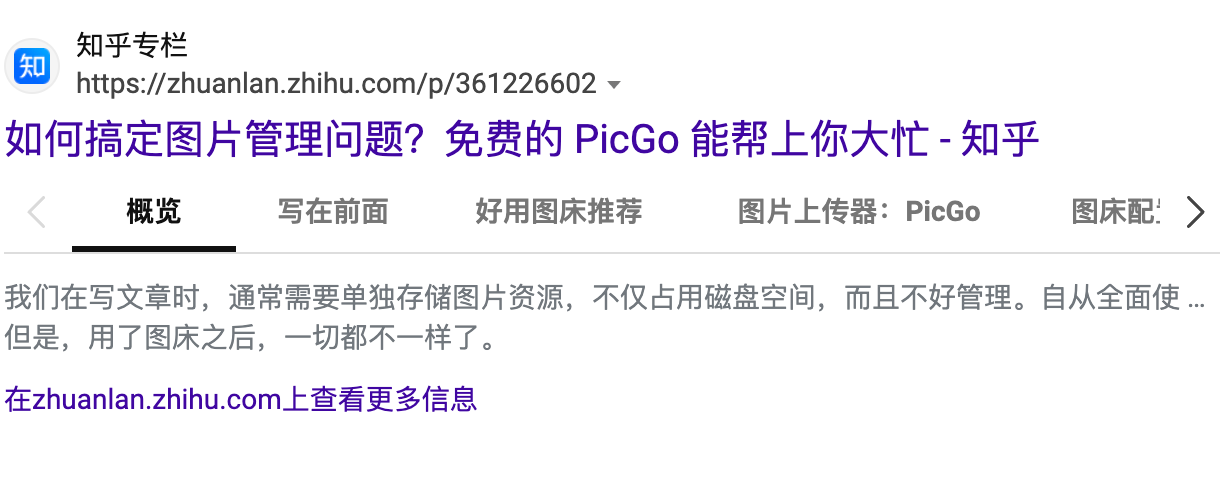 知
知乎专栏
https://zhuanlan.zhihu.com/p/361226602
如何搞定图片管理问题？免费的 PicGo 能帮上你大忙 - 知乎
概览 写在前面 好用图床推荐 图片上传器：PicGo 图床配
我们在写文章时，通常需要单独存储图片资源，不仅占用磁盘空间，而且不好管理。自从全面使 ...
但是，用了图床之后，一切都不一样了。
在zhuanlan.zhihu.com上查看更多信息